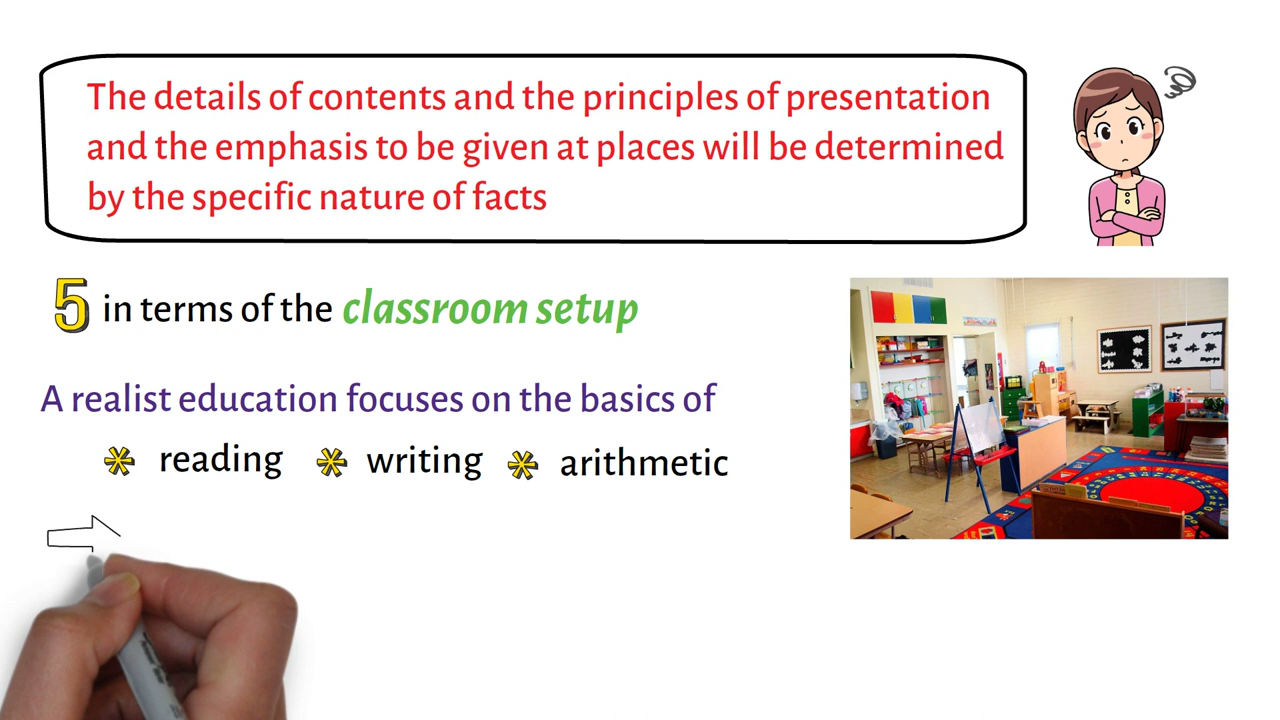 The details of contents and the principles of presentation
and the emphasis to be given at places will be determined
by the specific nature of facts
5 in terms of the classroom setup
A realist education focuses on the basics of
* reading * writing * arithmetic